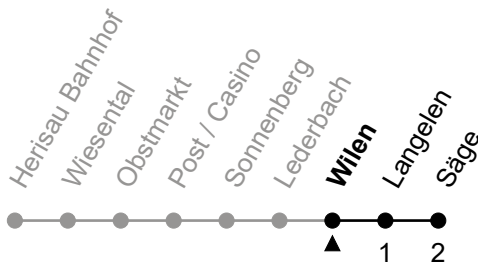 Herisau Bahnhof
Wiesental
Obstmarkt
Post / Casino
Sonnenberg
Lederbach
Wilen
Langelen
Säge
1 2